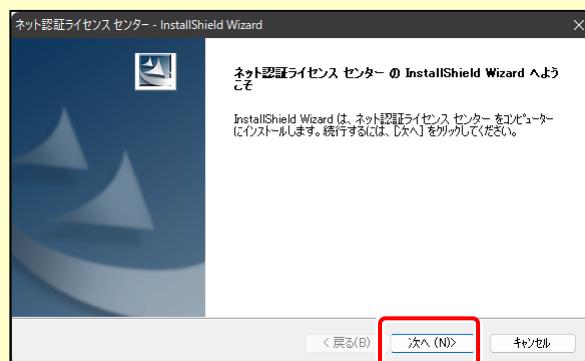 ネット認証ライセンス センター - InstallShield Wizard
ネット認証ライセンス センター の InstallShield Wizard へよう
こそ
InstallShield Wizard は、ネット認証ライセンス センター をコンピューター
にインストールします。続行するには、[次へ] をクリックしてください。
< 戻る(B)
次へ (N)>
キャンセル